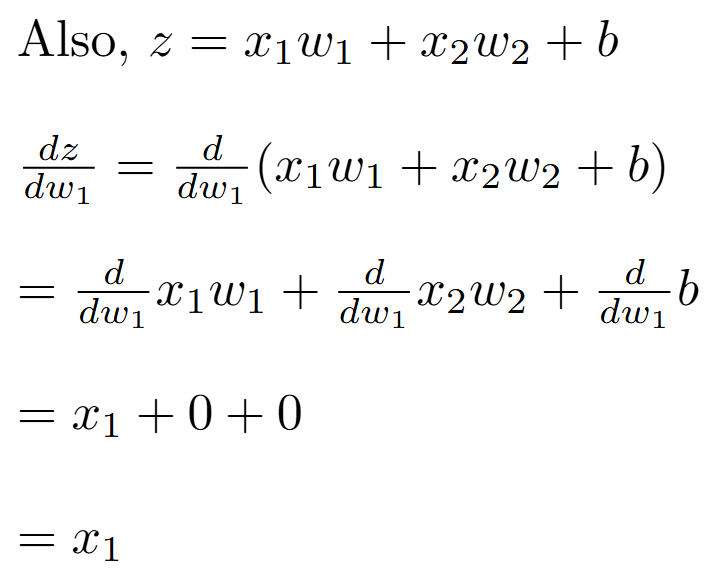 Also, z = x₁w₁ + x₂w₂ + b
dz/dw₁ = d/dw₁(x₁w₁ + x₂w₂ + b)
= d/dw₁ x₁w₁ + d/dw₁ x₂w₂ + d/dw₁ b
= x₁ + 0 + 0
= x₁